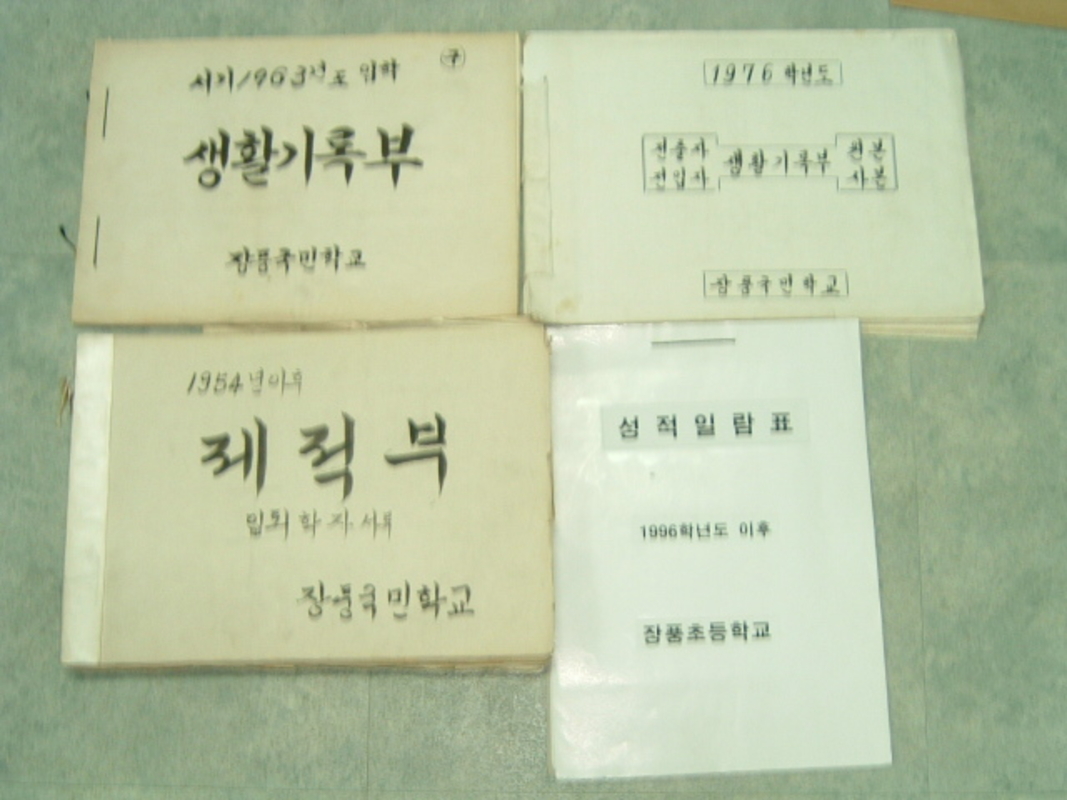 구
서기1963년도 입학
생활기록부
장풍국민학교
1976 학년도
전출자 전입자 생활기록부 원본 사본
장풍국민학교
1954년이후
제적부
입퇴학자서류
장풍국민학교
성적일람표
1996학년도 이후
장풍초등학교